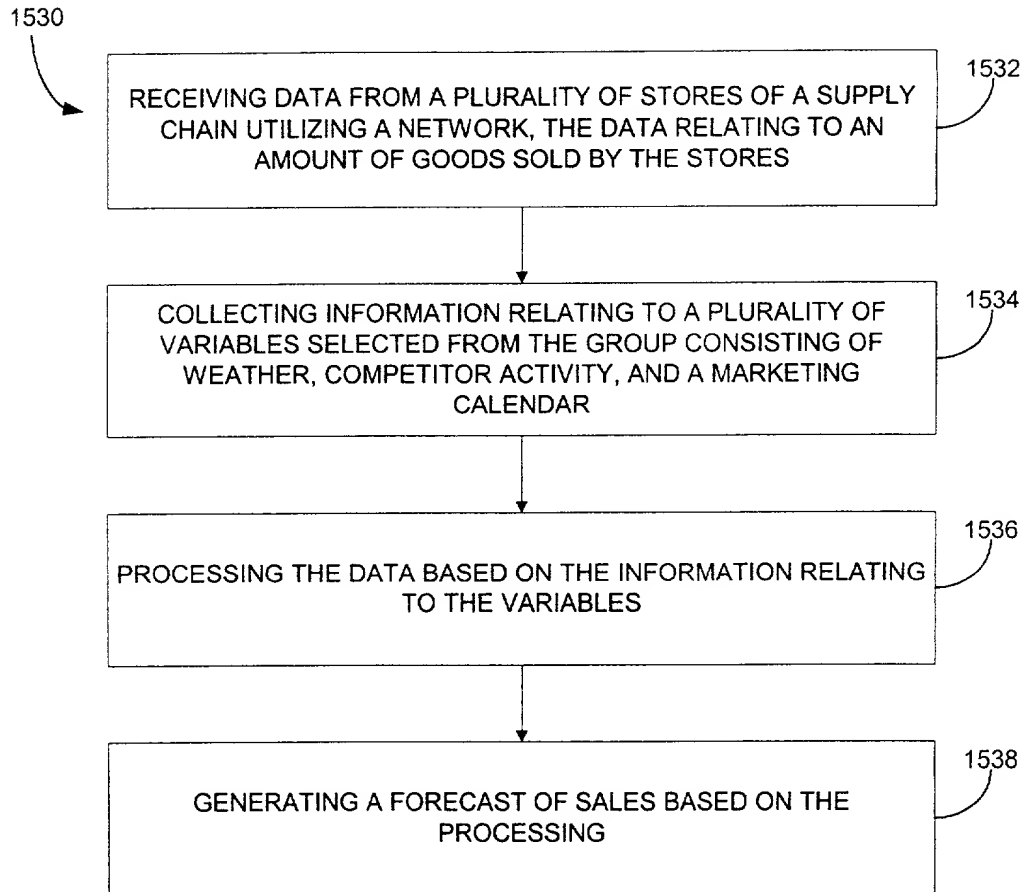 1530
1532
RECEIVING DATA FROM A PLURALITY OF STORES OF A SUPPLY
CHAIN UTILIZING A NETWORK, THE DATA RELATING TO AN
AMOUNT OF GOODS SOLD BY THE STORES
1534
COLLECTING INFORMATION RELATING TO A PLURALITY OF
VARIABLES SELECTED FROM THE GROUP CONSISTING OF
WEATHER, COMPETITOR ACTIVITY, AND A MARKETING
CALENDAR
1536
PROCESSING THE DATA BASED ON THE INFORMATION RELATING
TO THE VARIABLES
1538
GENERATING A FORECAST OF SALES BASED ON THE
PROCESSING